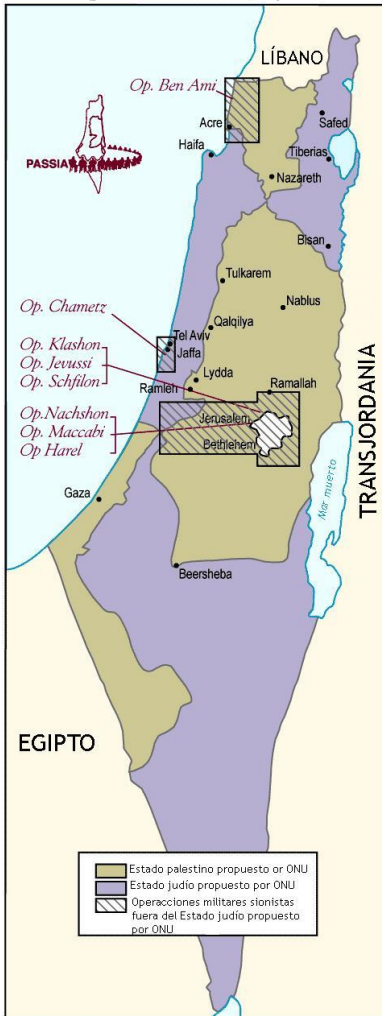 LÍBANO
Op. Ben Ami
Safed
Acre
Haifa
Tiberias
PASSIA
Nazareth
Bisan
Tulkarem
Nablus
Op. Chametz
Qalqilya
Tel Aviv
Op. Klashon
Jaffa
Op. Jevussi
Op. Schfilon
Lydda
Ramleh
Ramallah
Op.Nachshon
Op. Maccabi
Op Harel
Jerusalem
Bethlehem
TRANSJORDANIA
Mar muerto
Gaza
Beersheba
EGIPTO
Estado palestino propuesto or ONU
Estado judío propuesto por ONU
Operacciones militares sionistas
fuera del Estado judío propuesto
por ONU